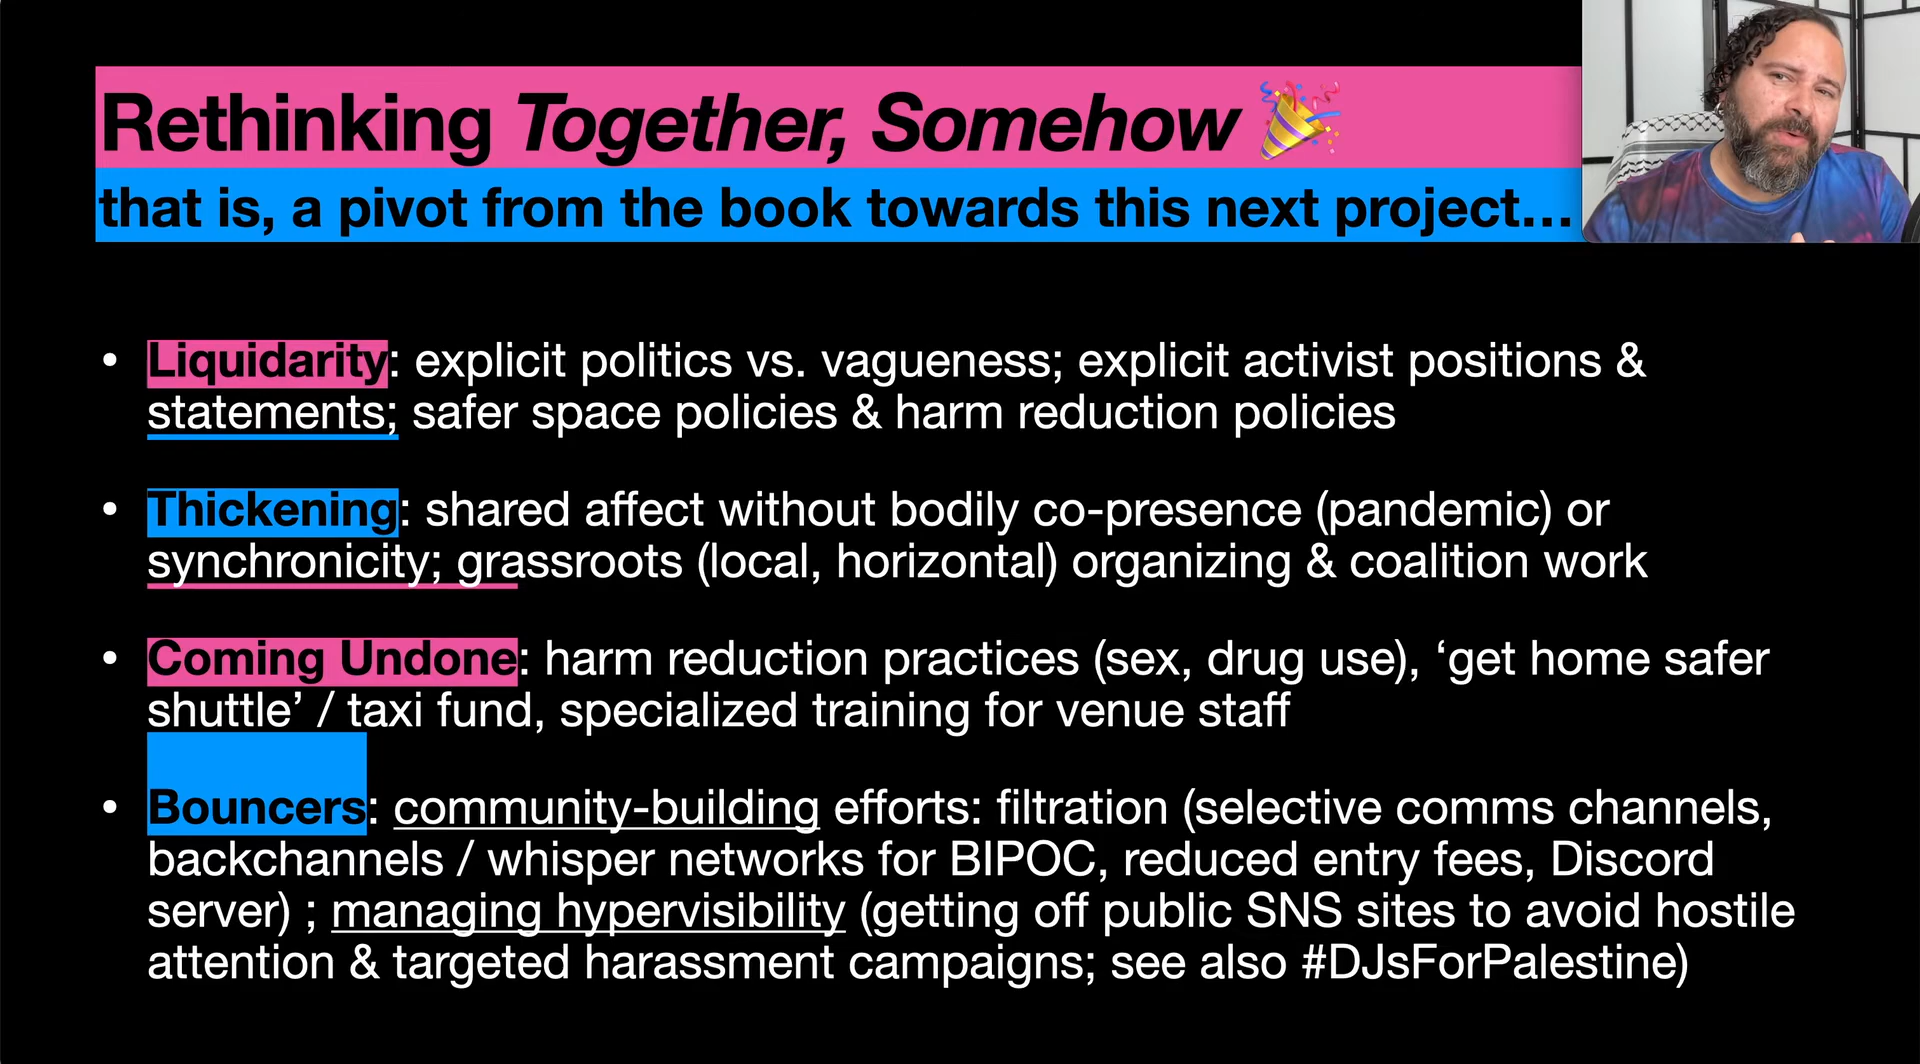 Rethinking Together, Somehow 🎉
that is, a pivot from the book towards this next project…
• Liquidarity: explicit politics vs. vagueness; explicit activist positions &
statements; safer space policies & harm reduction policies
• Thickening: shared affect without bodily co-presence (pandemic) or
synchronicity; grassroots (local, horizontal) organizing & coalition work
• Coming Undone: harm reduction practices (sex, drug use), ‘get home safer
shuttle’ / taxi fund, specialized training for venue staff
• Bouncers: community-building efforts: filtration (selective comms channels,
backchannels / whisper networks for BIPOC, reduced entry fees, Discord
server) ; managing hypervisibility (getting off public SNS sites to avoid hostile
attention & targeted harassment campaigns; see also #DJsForPalestine)